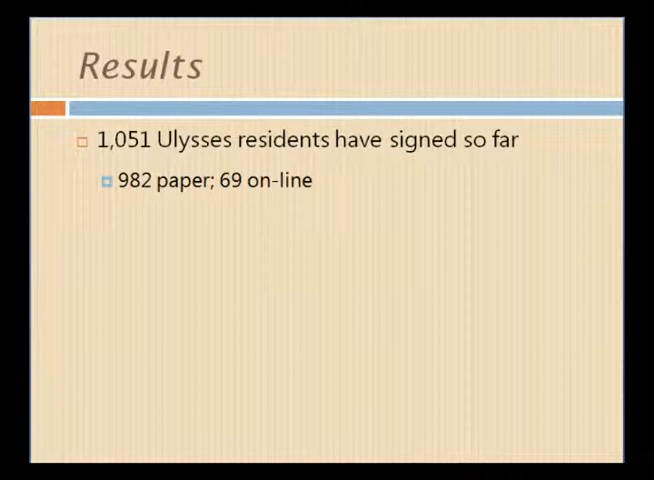 Results
1,051 Ulysses residents have signed so far
982 paper; 69 on-line